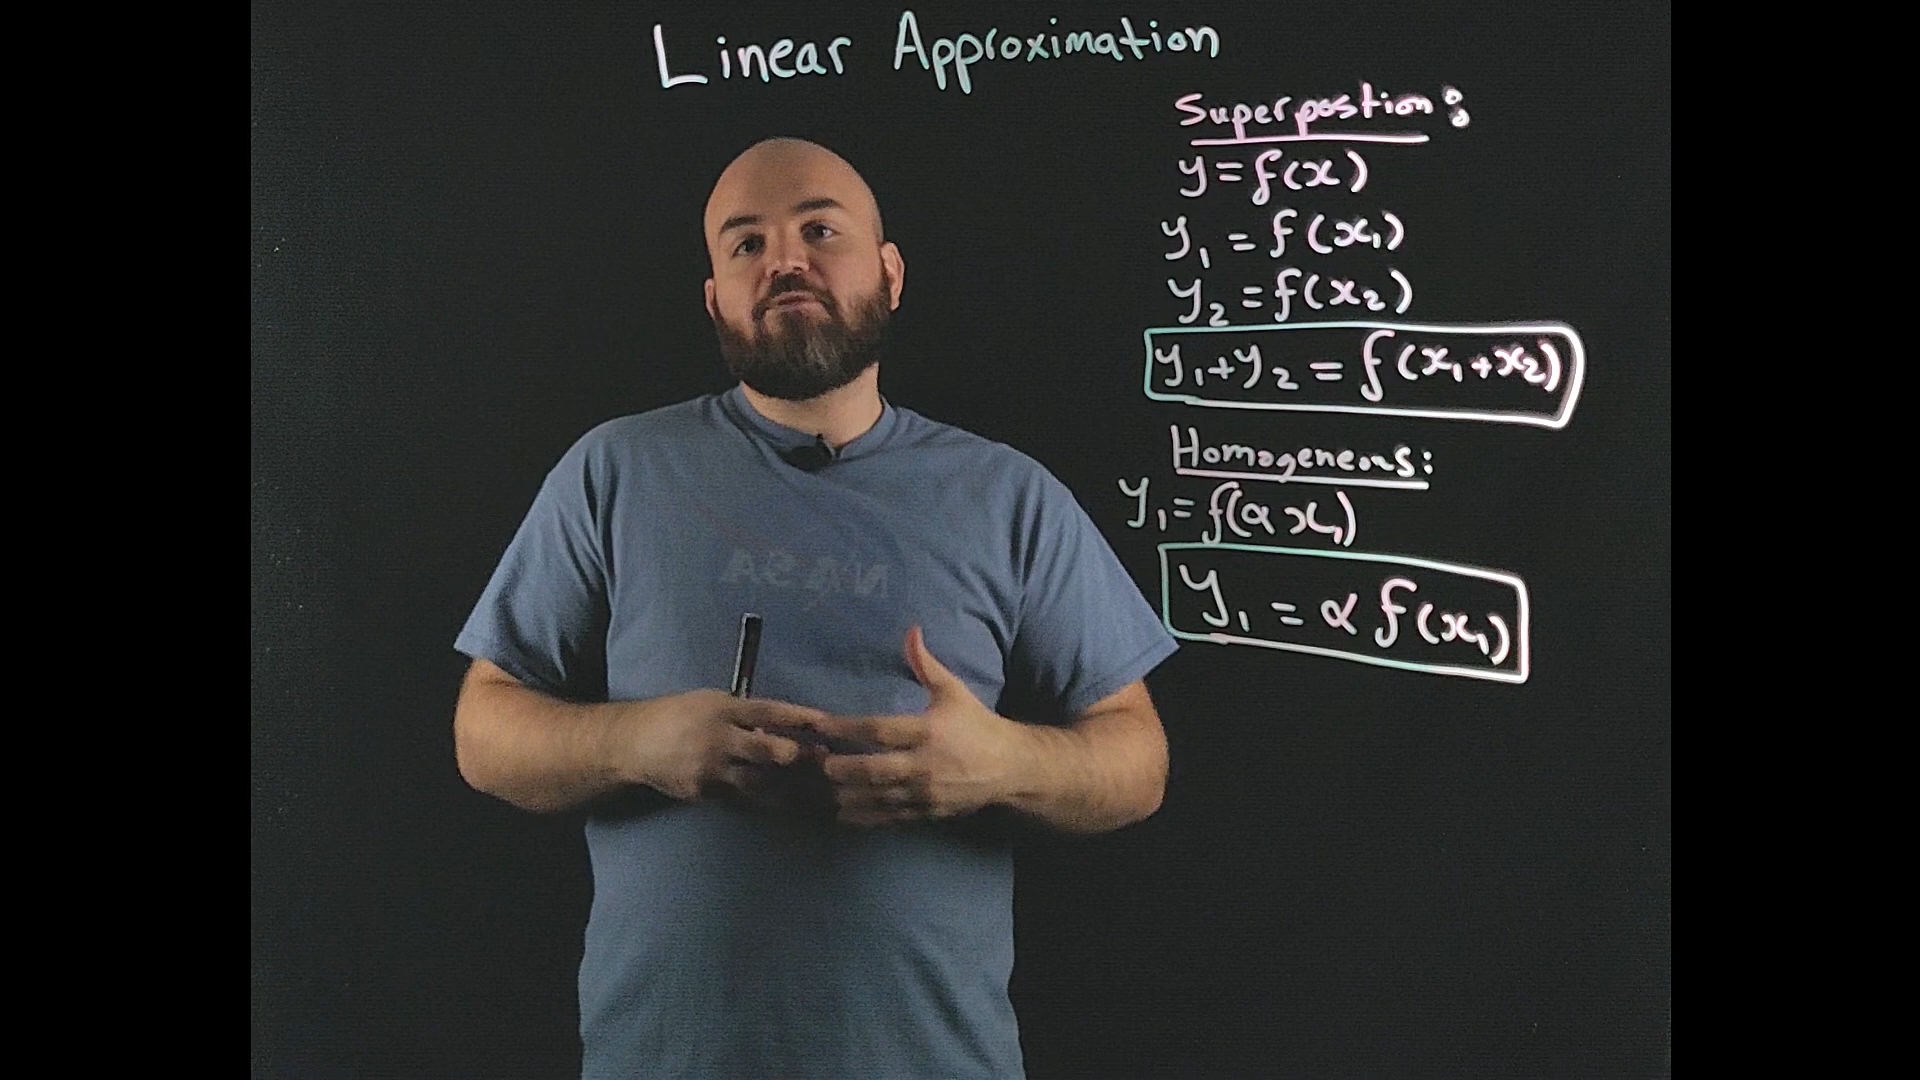 Linear Approximation
Superpostion:
y = f(x)
y₁ = f(x₁)
y₂ = f(x₂)
y₁+y₂ = f(x₁+x₂)
Homogeneous:
y₁ = f(αx₁)
y₁ = α f(x₁)